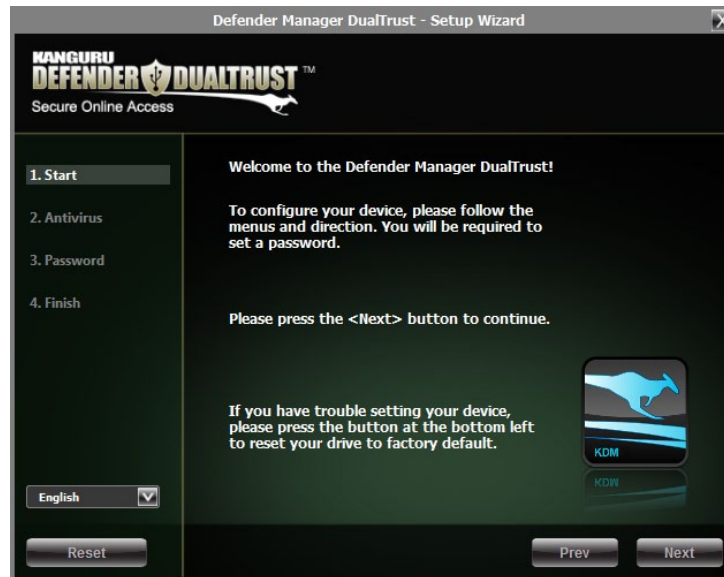 Defender Manager DualTrust - Setup Wizard
X
KANGURU
DEFENDER DUALTRUST TM
Secure Online Access
1. Start
2. Antivirus
3. Password
4. Finish
English
Reset
Welcome to the Defender Manager DualTrust!
To configure your device, please follow the
menus and direction. You will be required to
set a password.
Please press the <Next> button to continue.
If you have trouble setting your device,
please press the button at the bottom left
to reset your drive to factory default.
KDM
Prev
Next